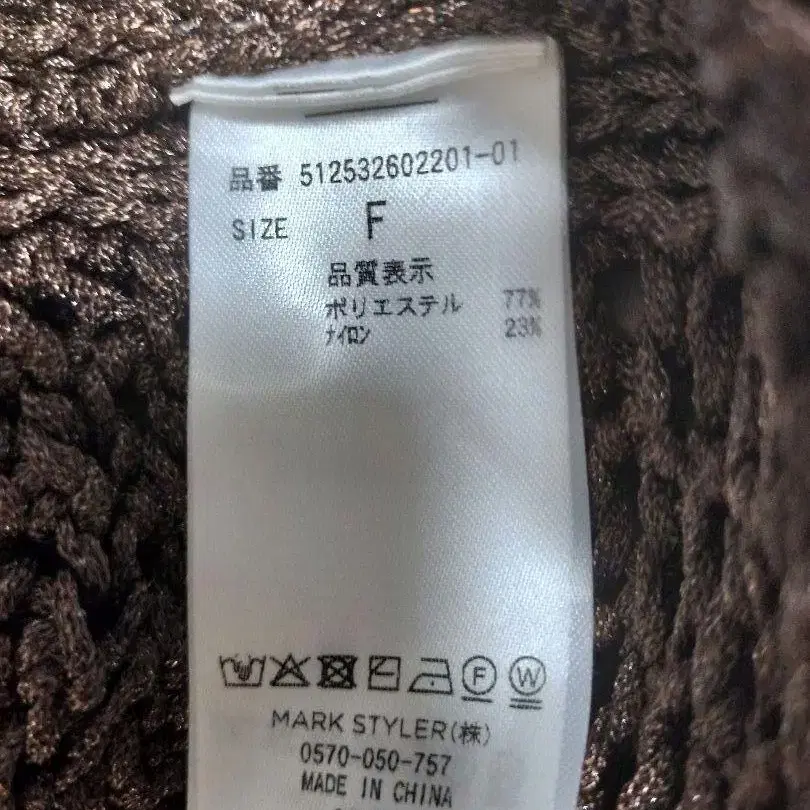 品番 512532602201-01
SIZE F
品質表示
ポリエステル 77%
ナイロン 23%
F W
MARK STYLER(株)
0570-050-757
MADE IN CHINA